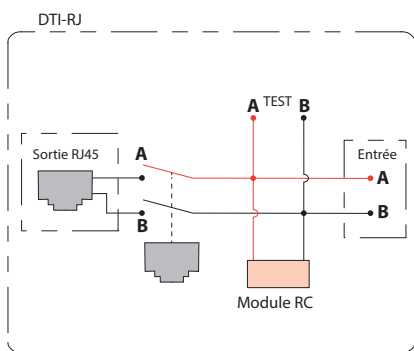 DTI-RJ
A TEST B
Sortie RJ45
A
Entrée
A
B
B
Module RC